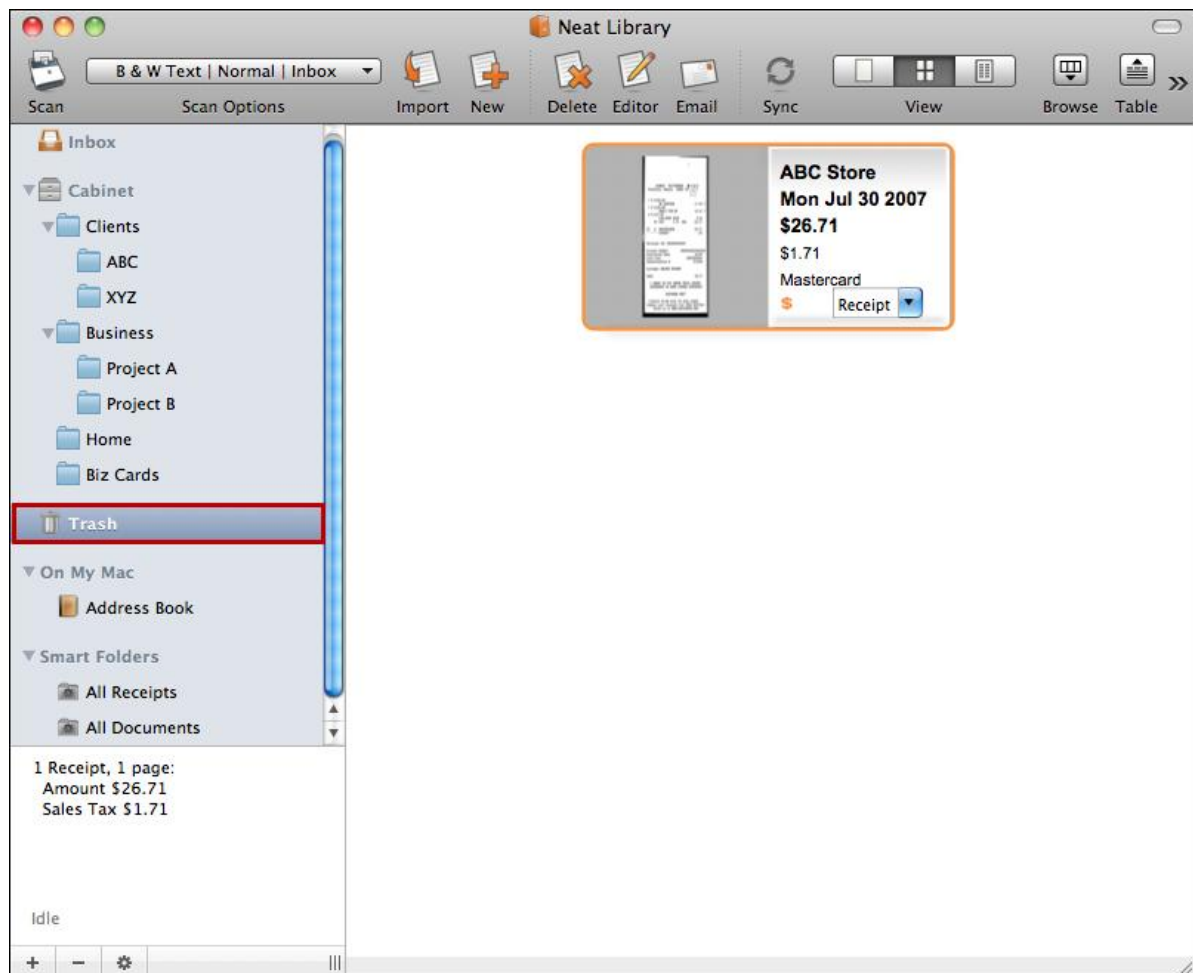 Neat Library
B & W Text | Normal | Inbox
Scan Scan Options Import New Delete Editor Email Sync View Browse Table
Inbox
Cabinet
Clients
ABC
XYZ
Business
Project A
Project B
Home
Biz Cards
Trash
On My Mac
Address Book
Smart Folders
All Receipts
All Documents
1 Receipt, 1 page:
Amount $26.71
Sales Tax $1.71
Idle
ABC Store
Mon Jul 30 2007
$26.71
$1.71
Mastercard
$ Receipt